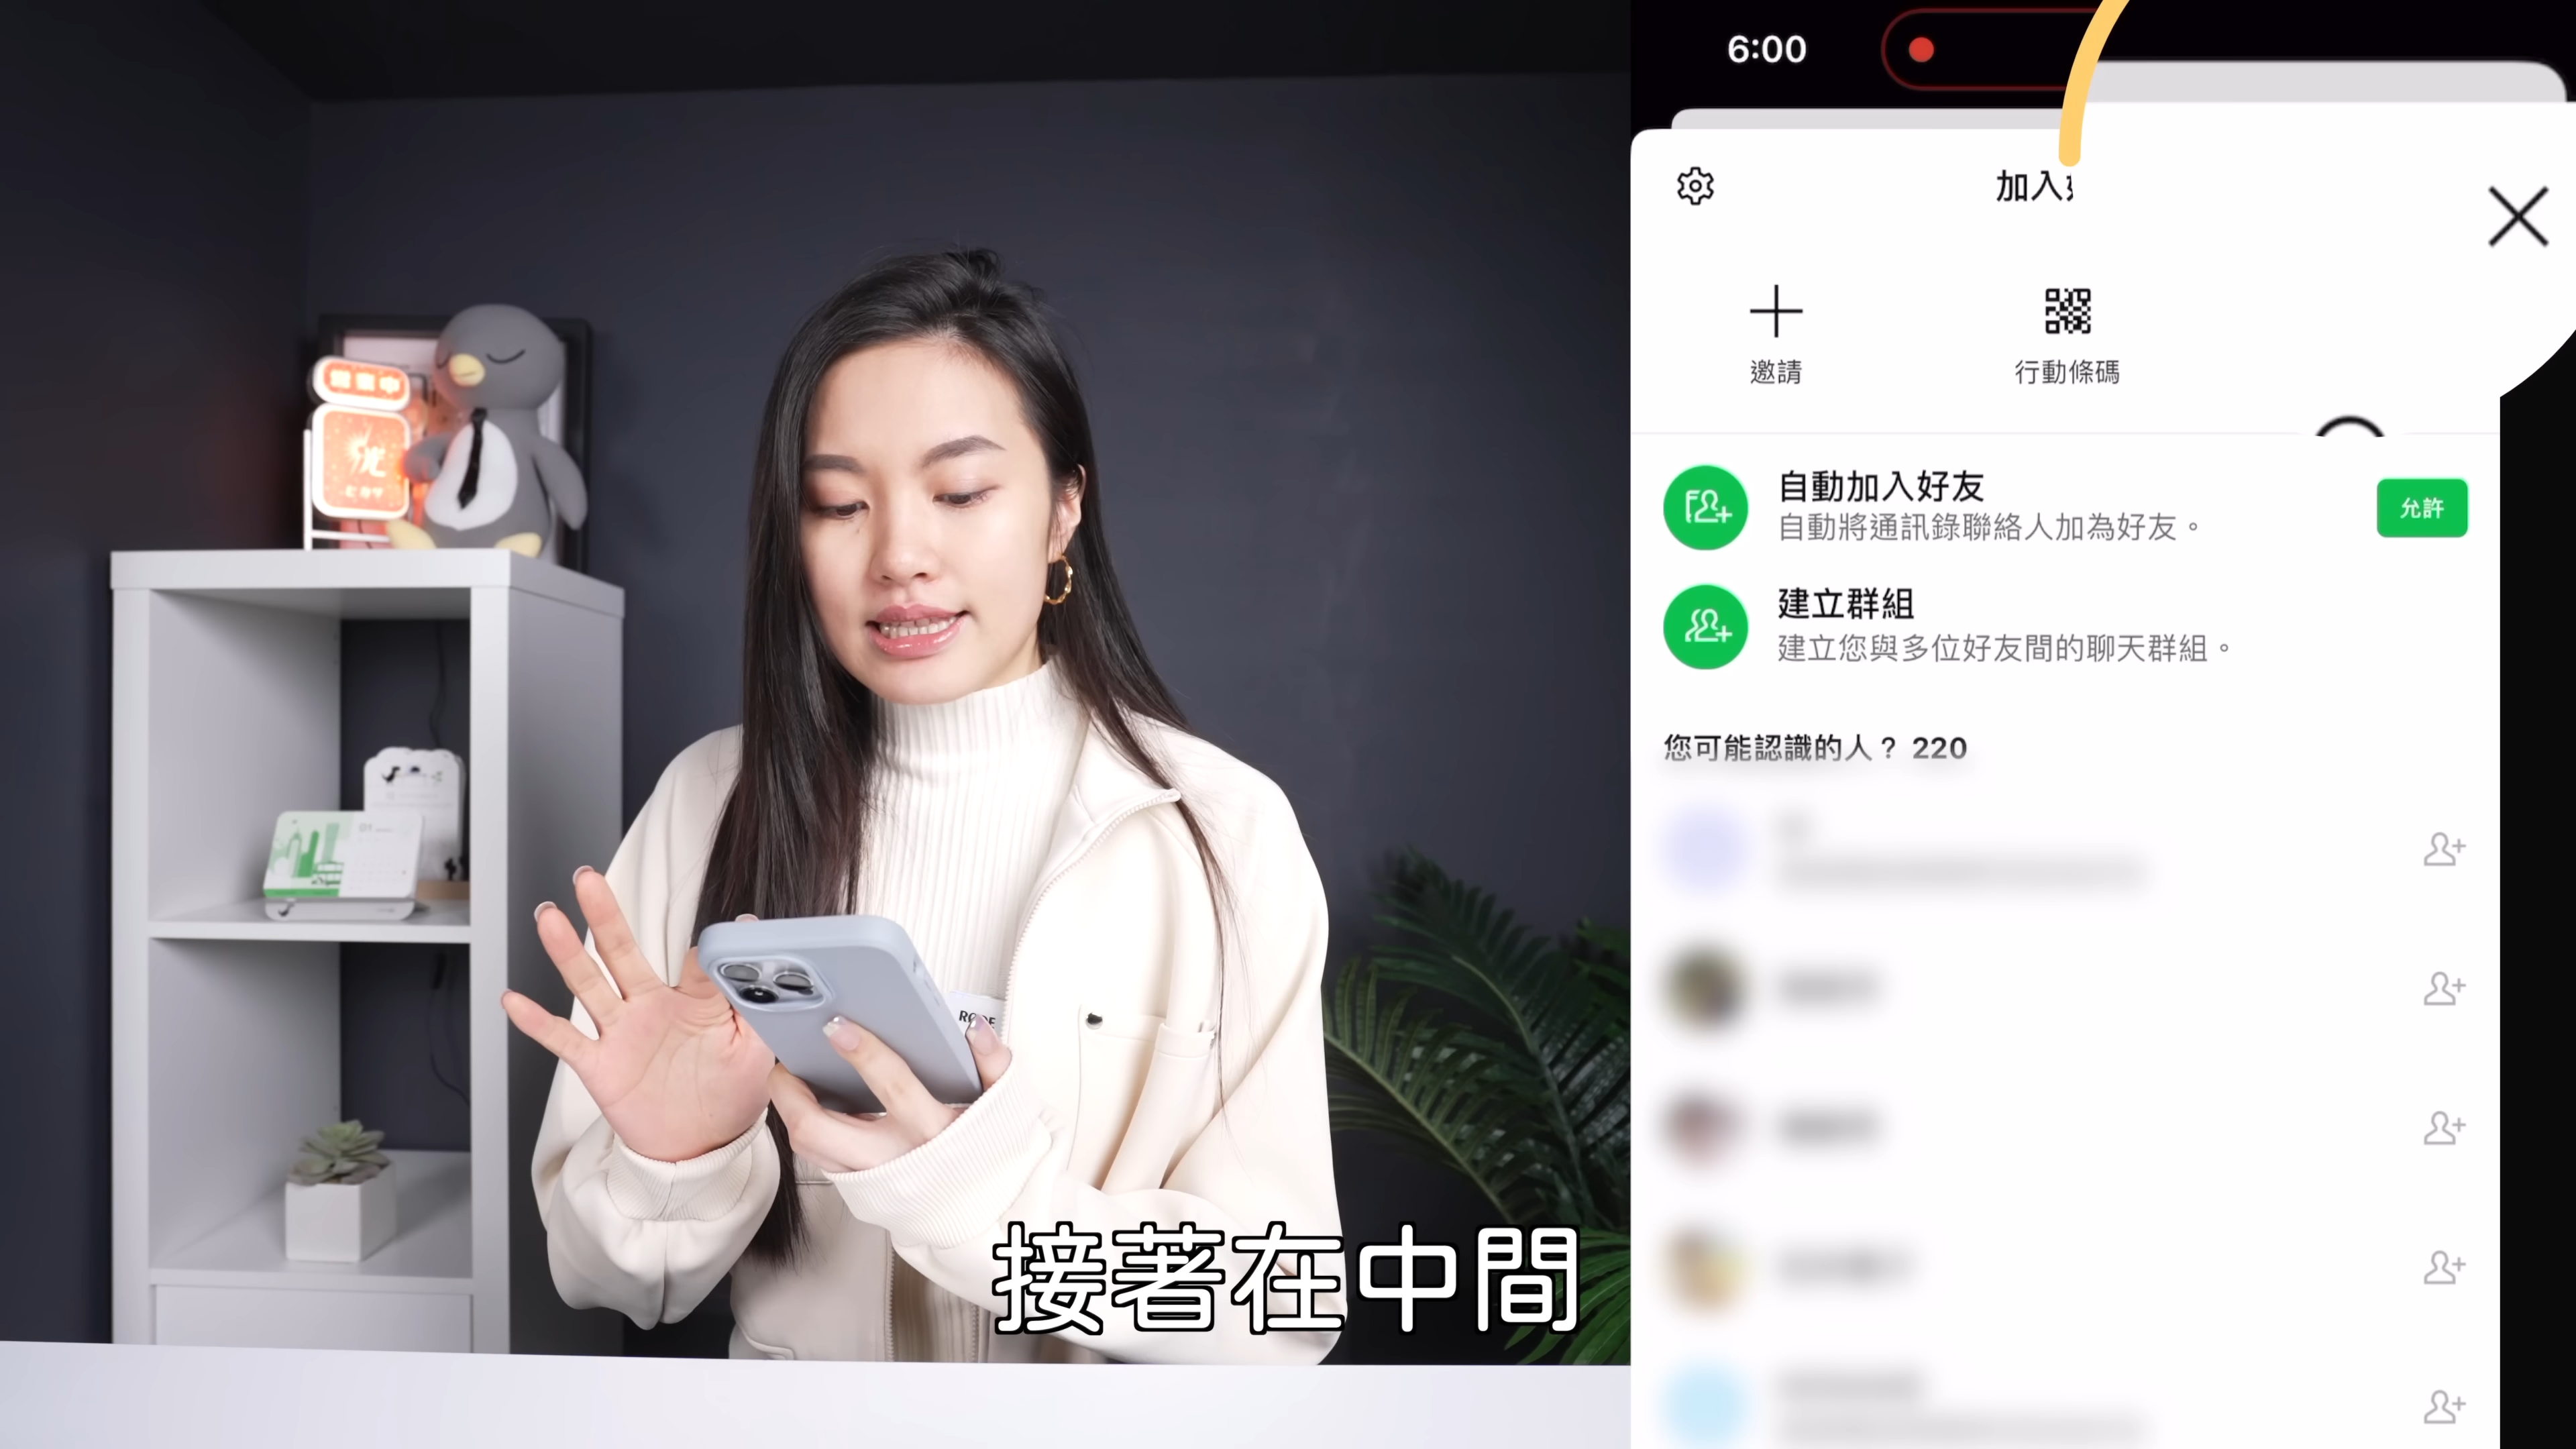 6:00
加入
邀請
行動條碼
自動加入好友
自動將通訊錄聯絡人加為好友。
允許
建立群組
建立您與多位好友間的聊天群組。
您可能認識的人？ 220
接著在中間